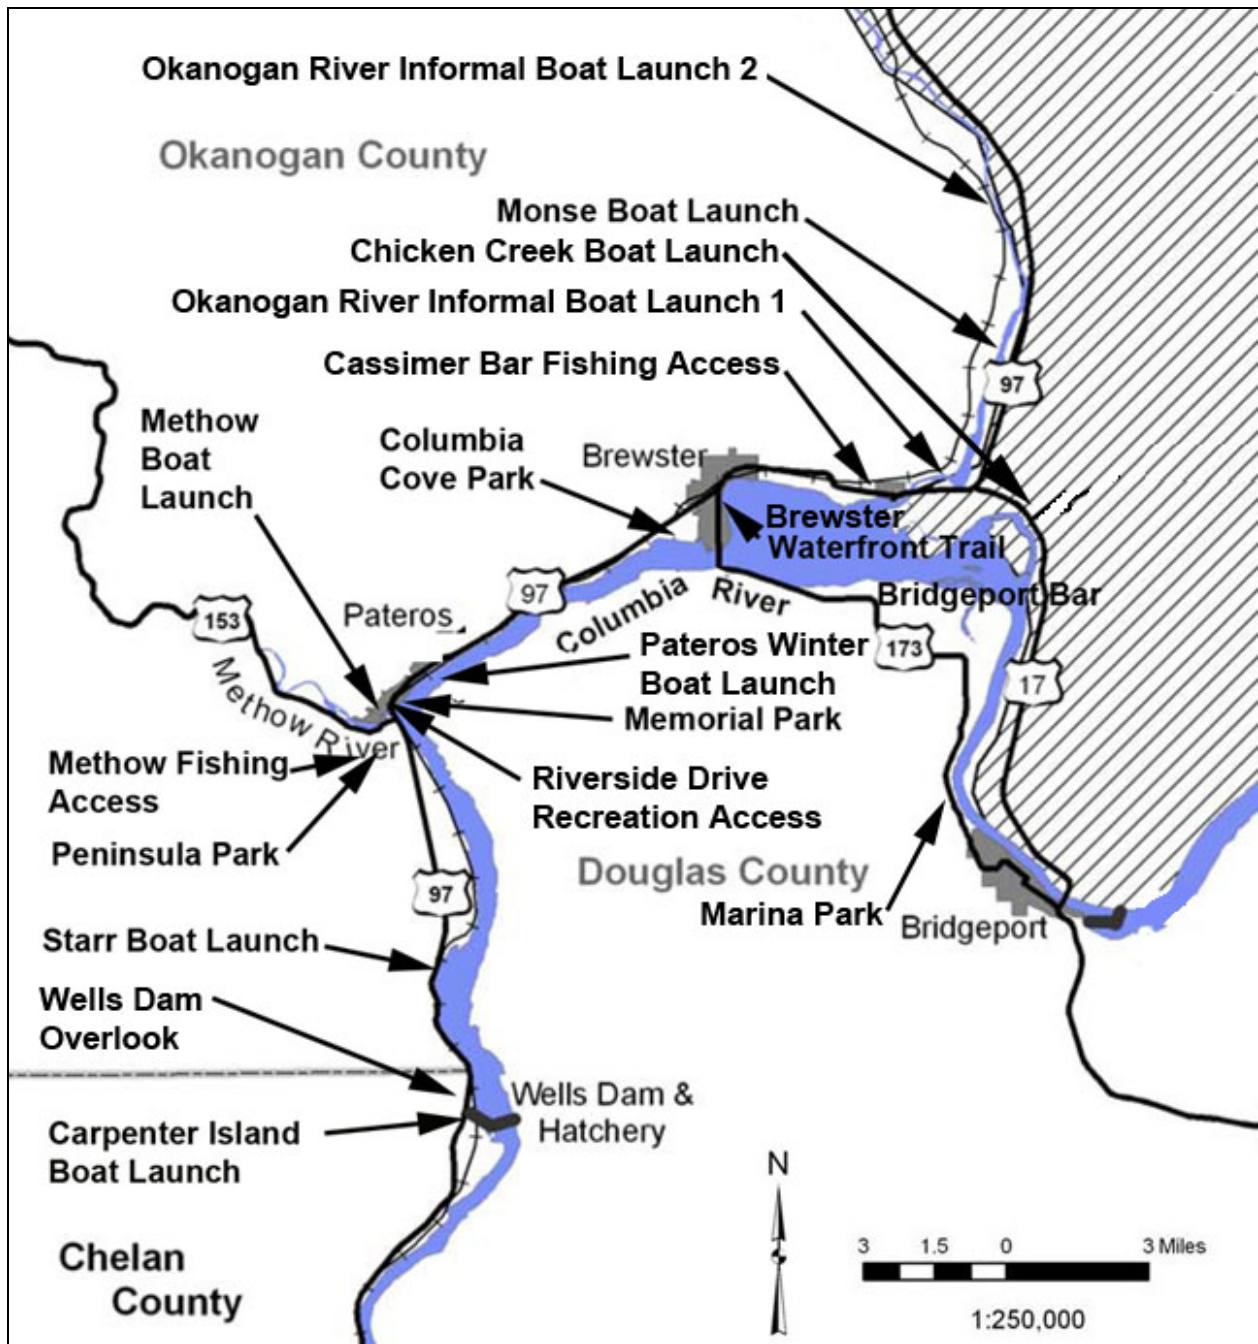 Okanogan River Informal Boat Launch 2
Okanogan County
Monse Boat Launch
Chicken Creek Boat Launch
Okanogan River Informal Boat Launch 1
Cassimer Bar Fishing Access
97
Methow
Boat
Launch
Columbia
Cove Park
Brewster
Brewster
Waterfront Trail
Bridgeport Bar
97
Columbia River
153
Pateros
173
17
Methow River
Pateros Winter
Boat Launch
Memorial Park
Methow Fishing
Access
Riverside Drive
Recreation Access
Peninsula Park
Douglas County
97
Marina Park
Bridgeport
Starr Boat Launch
Wells Dam
Overlook
Wells Dam &
Hatchery
Carpenter Island
Boat Launch
N
Chelan
County
3 1.5 0 3 Miles
1:250,000